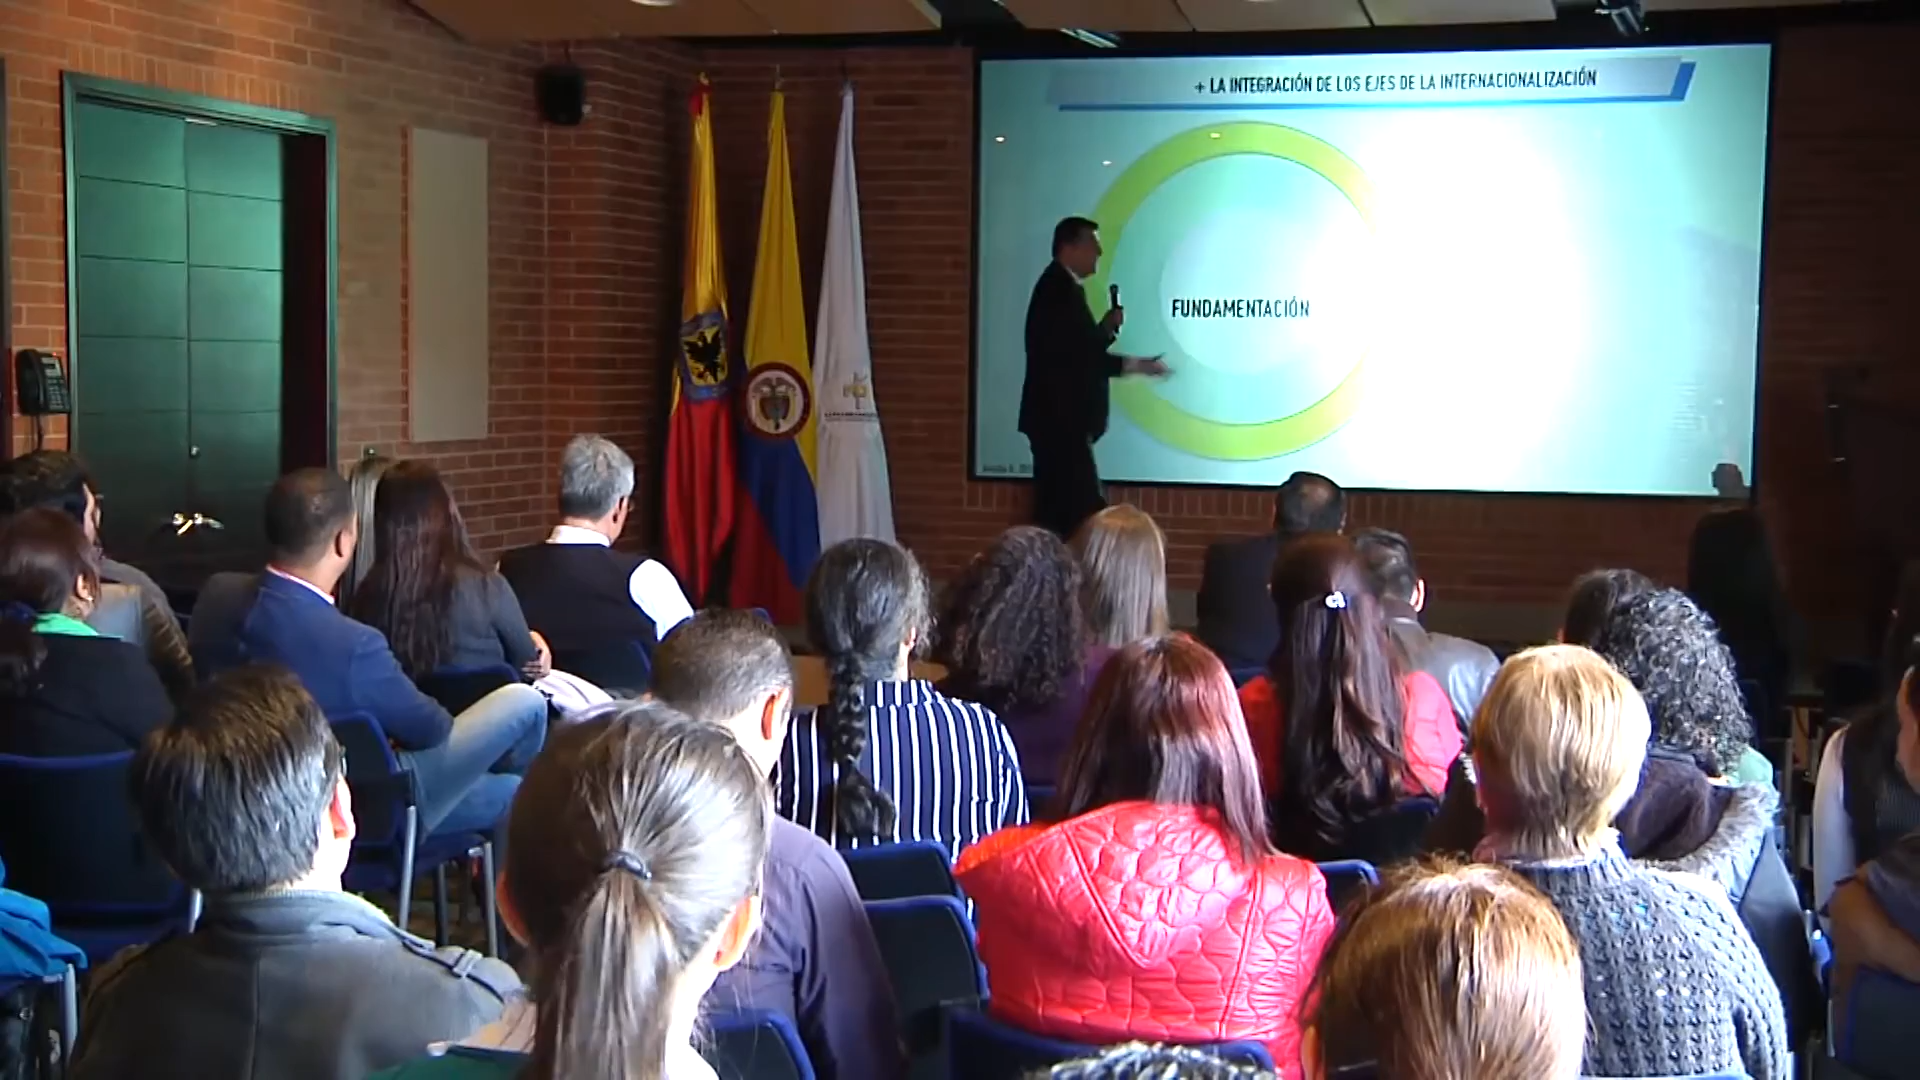 + LA INTEGRACIÓN DE LOS EJES DE LA INTERNACIONALIZACIÓN
FUNDAMENTACIÓN